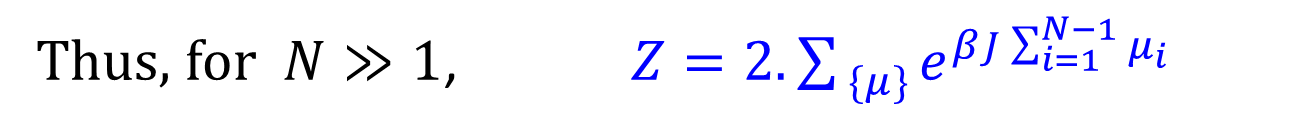 Thus, for N ≫ 1, Z = 2. ∑_{{μ}} e^{βJ ∑_{i=1}^{N−1} μ_i}